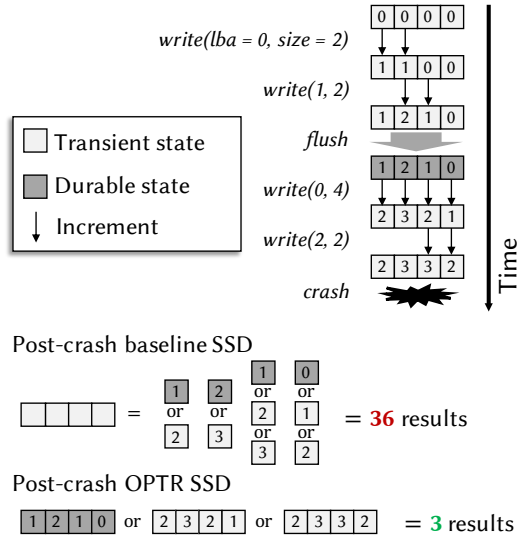 0 0 0 0
write(lba = 0, size = 2)
1 1 0 0
write(1, 2)
1 2 1 0
flush
1 2 1 0
write(0, 4)
2 3 2 1
write(2, 2)
2 3 3 2
crash
Time
Transient state
Durable state
Increment
Post-crash baseline SSD
1 0
1 2 or or
= or or 2 1 = 36 results
2 3 or or
3 2
Post-crash OPTR SSD
1 2 1 0 or 2 3 2 1 or 2 3 3 2 = 3 results